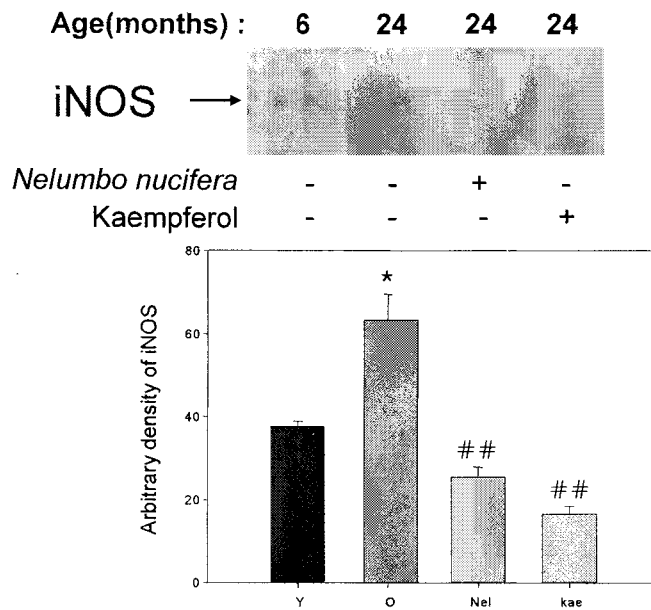 Age(months) : 6 24 24 24
iNOS
Nelumbo nucifera - - + -
Kaempferol - - - +
80
60
40
20
0
Arbitrary density of iNOS
*
##
##
Y O Nel kae